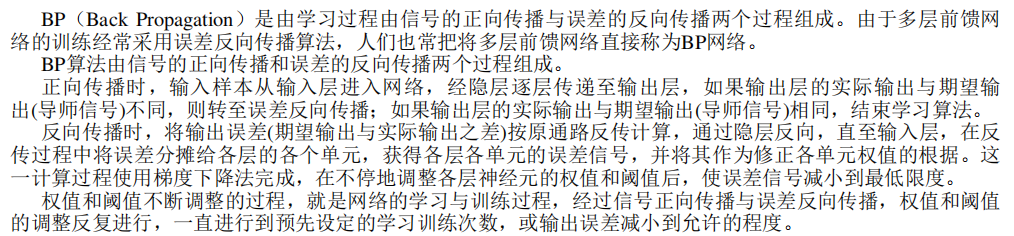 BP（Back Propagation）是由学习过程由信号的正向传播与误差的反向传播两个过程组成。由于多层前馈网
络的训练经常采用误差反向传播算法，人们也常把将多层前馈网络直接称为BP网络。
BP算法由信号的正向传播和误差的反向传播两个过程组成。
正向传播时，输入样本从输入层进入网络，经隐层逐层传递至输出层，如果输出层的实际输出与期望输
出(导师信号)不同，则转至误差反向传播；如果输出层的实际输出与期望输出(导师信号)相同，结束学习算法。
反向传播时，将输出误差(期望输出与实际输出之差)按原通路反传计算，通过隐层反向，直至输入层，在反
传过程中将误差分摊给各层的各个单元，获得各层各单元的误差信号，并将其作为修正各单元权值的根据。这
一计算过程使用梯度下降法完成，在不停地调整各层神经元的权值和阈值后，使误差信号减小到最低限度。
权值和阈值不断调整的过程，就是网络的学习与训练过程，经过信号正向传播与误差反向传播，权值和阈值
的调整反复进行，一直进行到预先设定的学习训练次数，或输出误差减小到允许的程度。